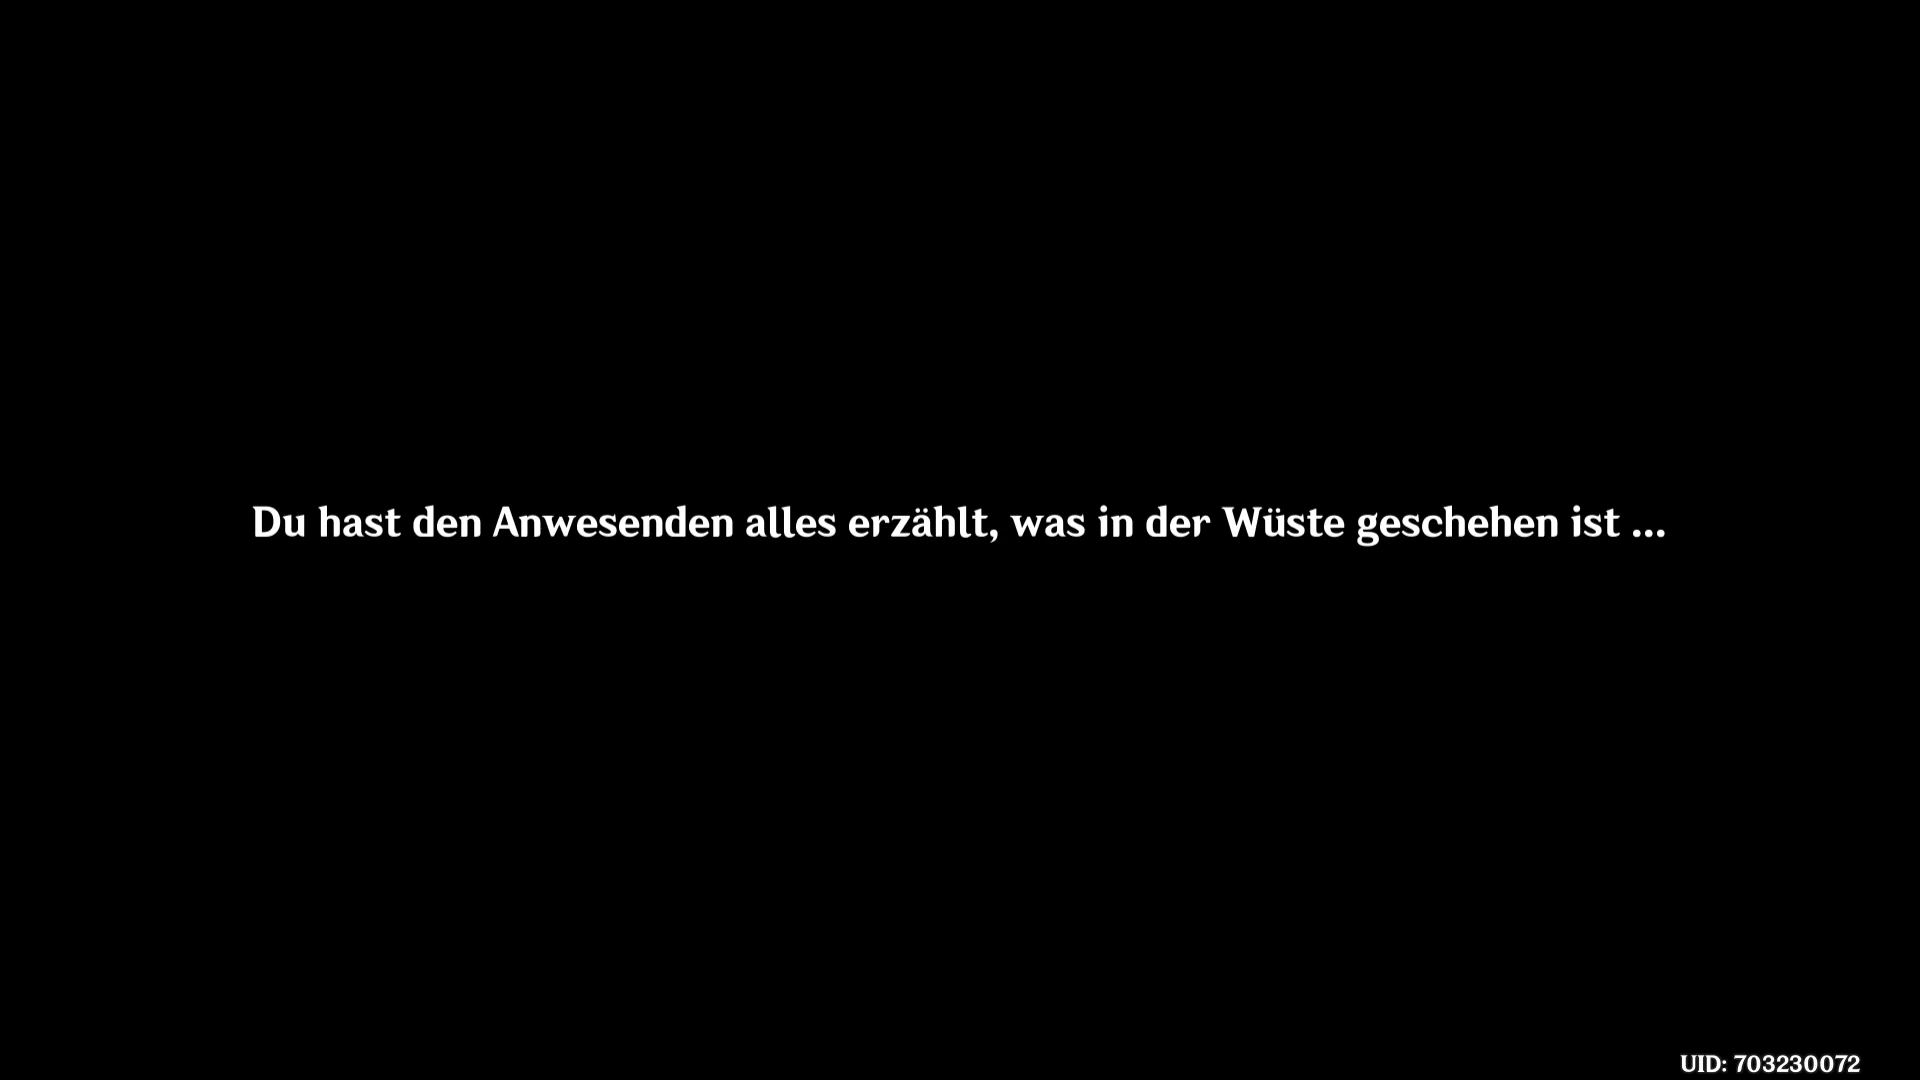 Du hast den Anwesenden alles erzählt, was in der Wüste geschehen ist ...
UID: 703230072